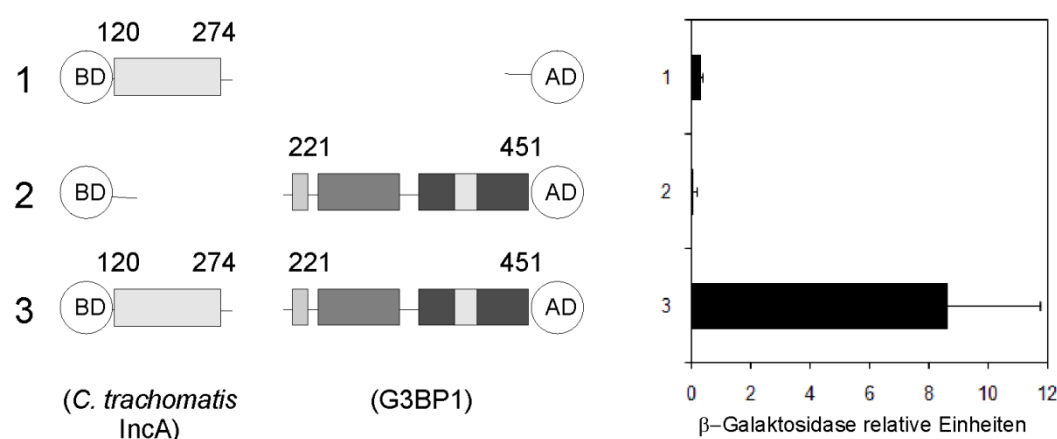 120 274
1 BD AD
221 451
2 BD AD
120 274 221 451
3 BD AD
(C. trachomatis
IncA)
(G3BP1)
1
2
3
0 2 4 6 8 10 12
β–Galaktosidase relative Einheiten